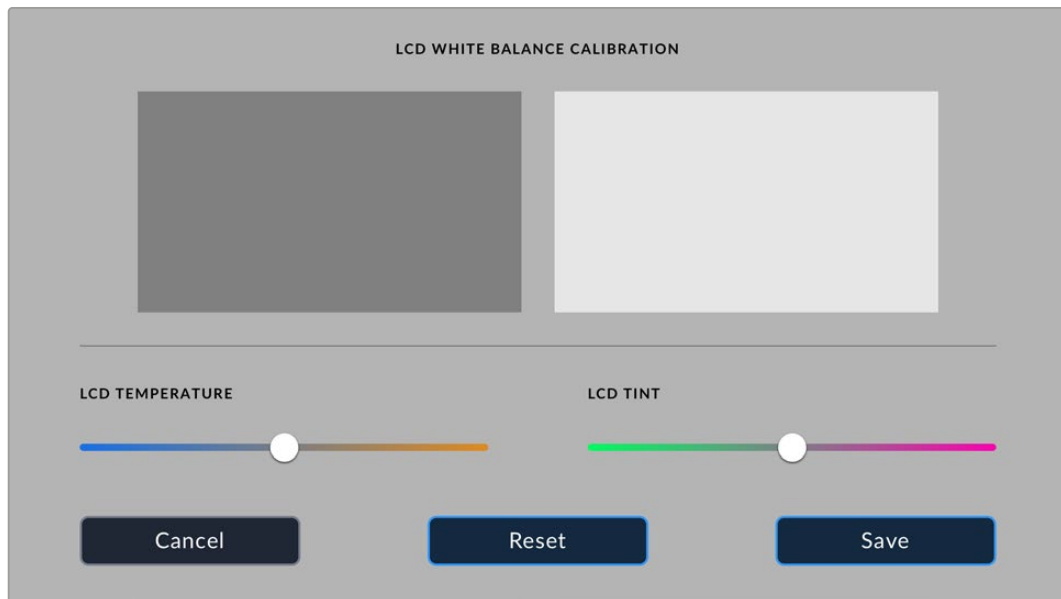 LCD WHITE BALANCE CALIBRATION
LCD TEMPERATURE
LCD TINT
Cancel
Reset
Save